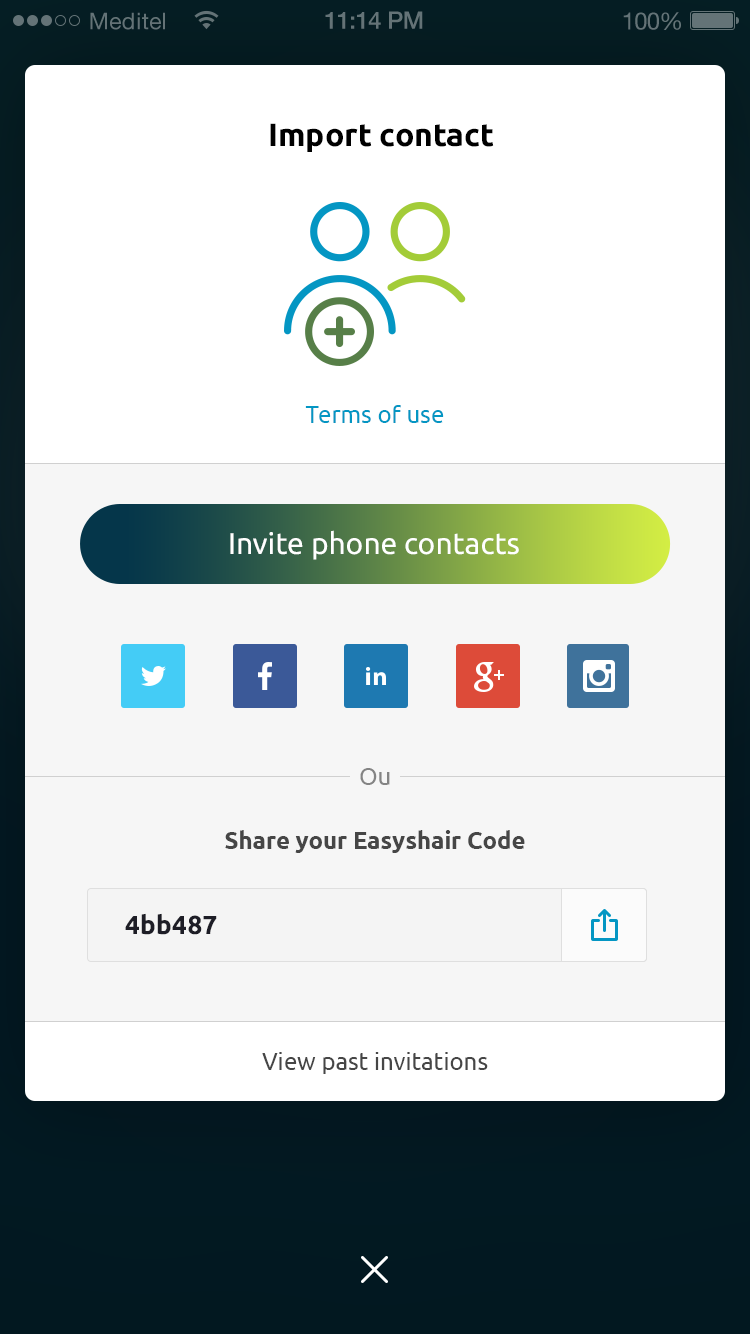 Meditel 11:14 PM 100%
Import contact
Terms of use
Invite phone contacts
f in g+
Ou
Share your Easyshair Code
4bb487
View past invitations